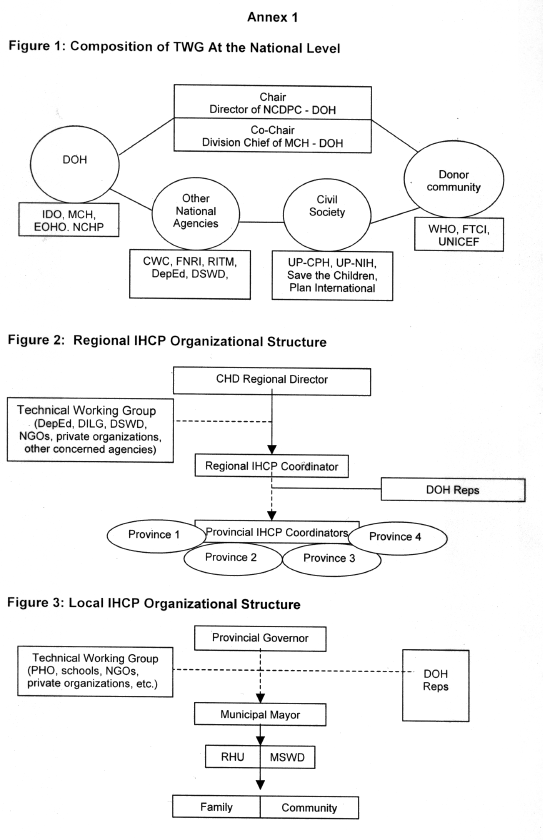 Annex 1
Figure 1: Composition of TWG At the National Level
Chair
Director of NCDPC - DOH
Co-Chair
Division Chief of MCH - DOH
DOH
IDO, MCH,
EOHO. NCHP
Other
National
Agencies
CWC, FNRI, RITM,
DepEd, DSWD,
Civil
Society
UP-CPH, UP-NIH,
Save the Children,
Plan International
Donor
community
WHO, FTCI,
UNICEF
Figure 2: Regional IHCP Organizational Structure
CHD Regional Director
Technical Working Group
(DepEd, DILG, DSWD,
NGOs, private organizations,
other concerned agencies)
Regional IHCP Coordinator
DOH Reps
Provincial IHCP Coordinators
Province 1
Province 2
Province 3
Province 4
Figure 3: Local IHCP Organizational Structure
Provincial Governor
Technical Working Group
(PHO, schools, NGOs,
private organizations, etc.)
DOH
Reps
Municipal Mayor
RHU
MSWD
Family
Community